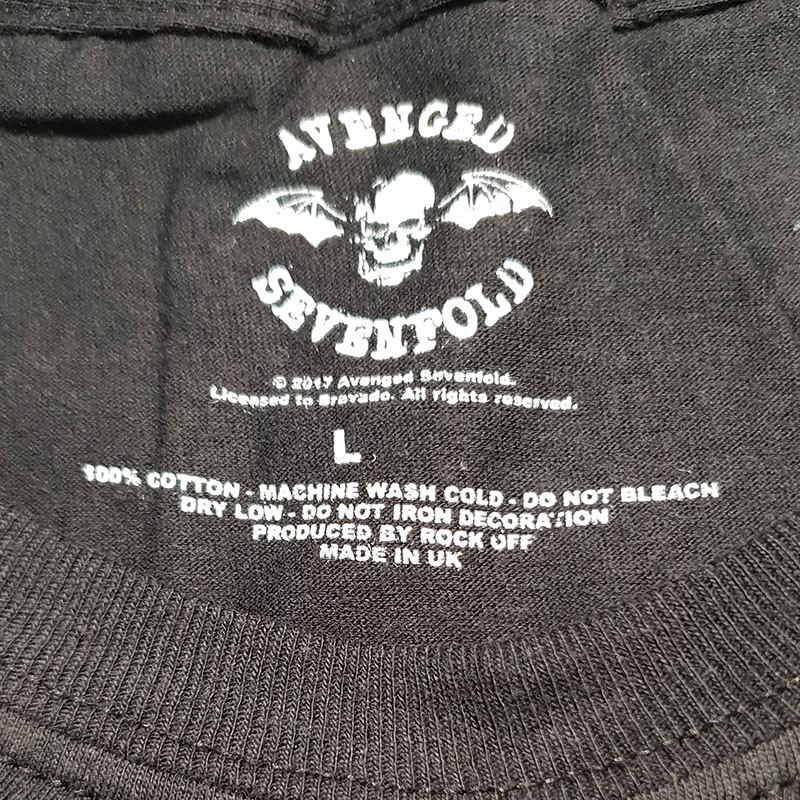 AVENGED
SEVENFOLD
© 2017 Avenged Sevenfold.
Licensed to Bravado. All rights reserved.
L
100% COTTON - MACHINE WASH COLD - DO NOT BLEACH
DRY LOW - DO NOT IRON DECORATION
PRODUCED BY ROCK OFF
MADE IN UK